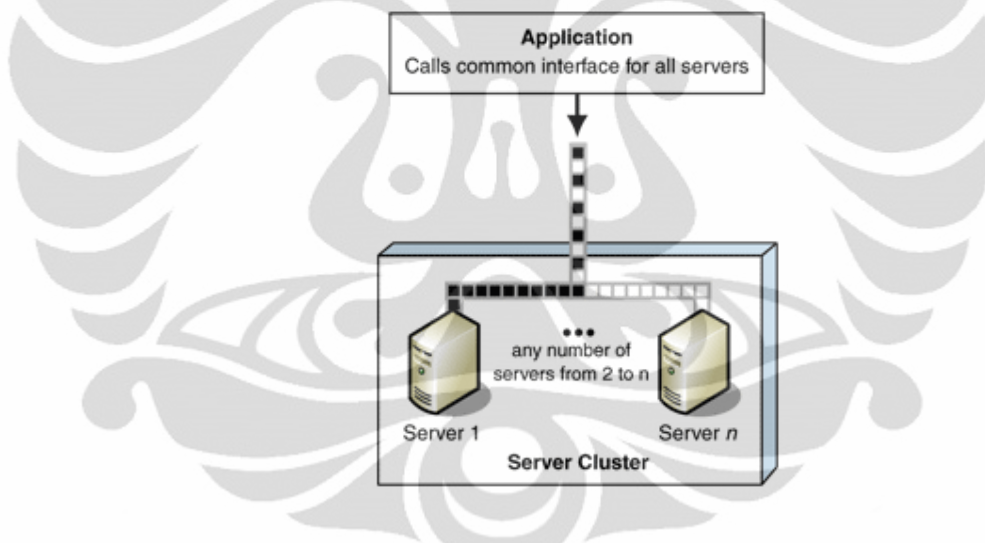 Application
Calls common interface for all servers
•••
any number of
servers from 2 to n
Server 1
Server n
Server Cluster